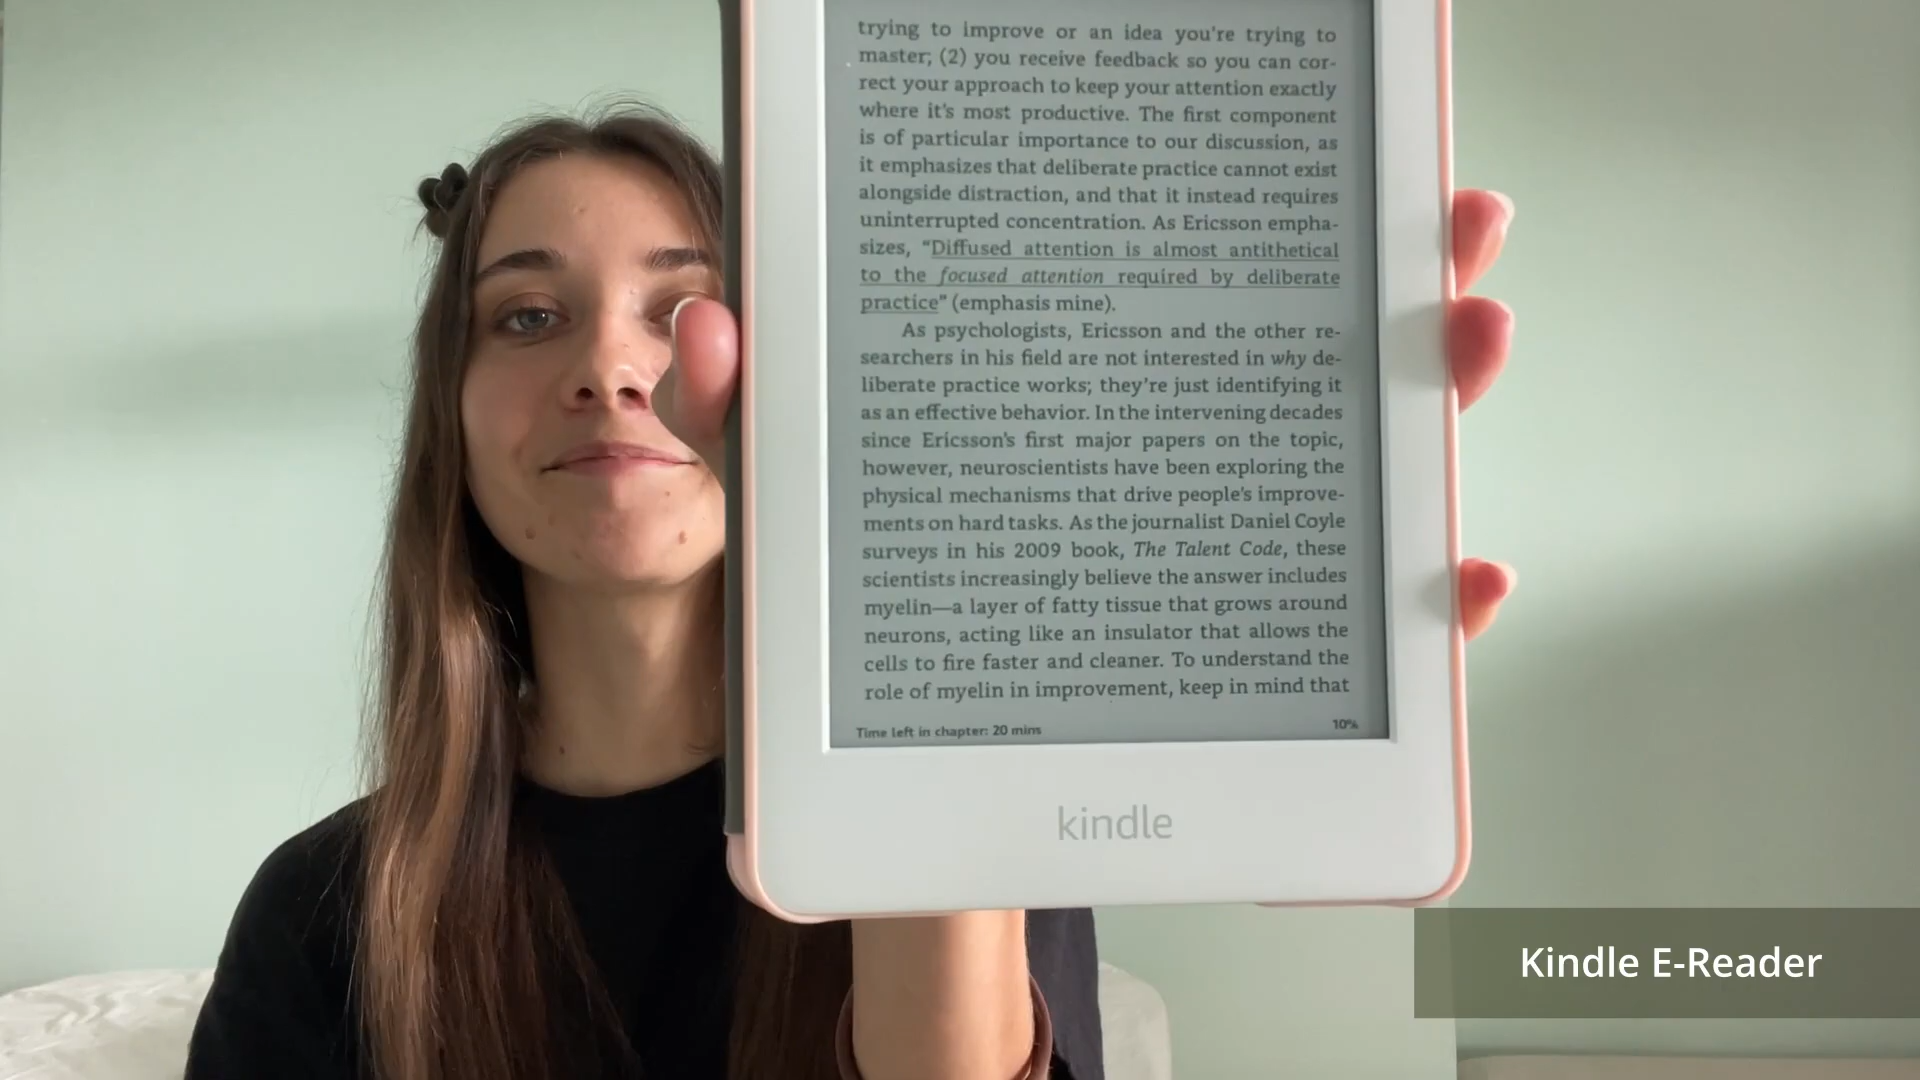 trying to improve or an idea you're trying to
master; (2) you receive feedback so you can cor-
rect your approach to keep your attention exactly
where it's most productive. The first component
is of particular importance to our discussion, as
it emphasizes that deliberate practice cannot exist
alongside distraction, and that it instead requires
uninterrupted concentration. As Ericsson empha-
sizes, “Diffused attention is almost antithetical
to the focused attention required by deliberate
practice” (emphasis mine).
As psychologists, Ericsson and the other re-
searchers in his field are not interested in why de-
liberate practice works; they're just identifying it
as an effective behavior. In the intervening decades
since Ericsson's first major papers on the topic,
however, neuroscientists have been exploring the
physical mechanisms that drive people's improve-
ments on hard tasks. As the journalist Daniel Coyle
surveys in his 2009 book, The Talent Code, these
scientists increasingly believe the answer includes
myelin—a layer of fatty tissue that grows around
neurons, acting like an insulator that allows the
cells to fire faster and cleaner. To understand the
role of myelin in improvement, keep in mind that
Time left in chapter: 20 mins 10%
kindle
Kindle E-Reader